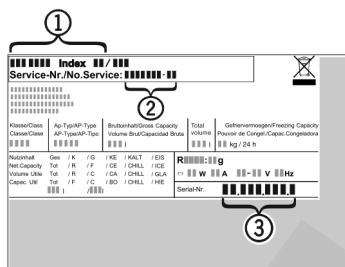 1
Index /
Service-Nr./No.Service: -
2
Klasse/Class Ap-Typ/AP-Type Bruttoinhalt/Gross Capacity Total Gefriervermoegen/Freezing Capacity
Classe/Clase AP-Type/AP-Tipo Volume Brut/Capacidad Bruta volume Pouvoir de Congel./Capac.Congeladora
l l kg / 24 h
Nutzinhalt Ges / K / G / KE / KALT / EIS
Net.Capacity Tot / R / F / CE / CHILL / ICE
Volume Utile Tot / R / C / CA / CHILL / GLA
Capec. Util Tot / F / C / BO / CHILL / HIE
l / l
R : g
W A - V Hz
Serial-Nr. . . .
3